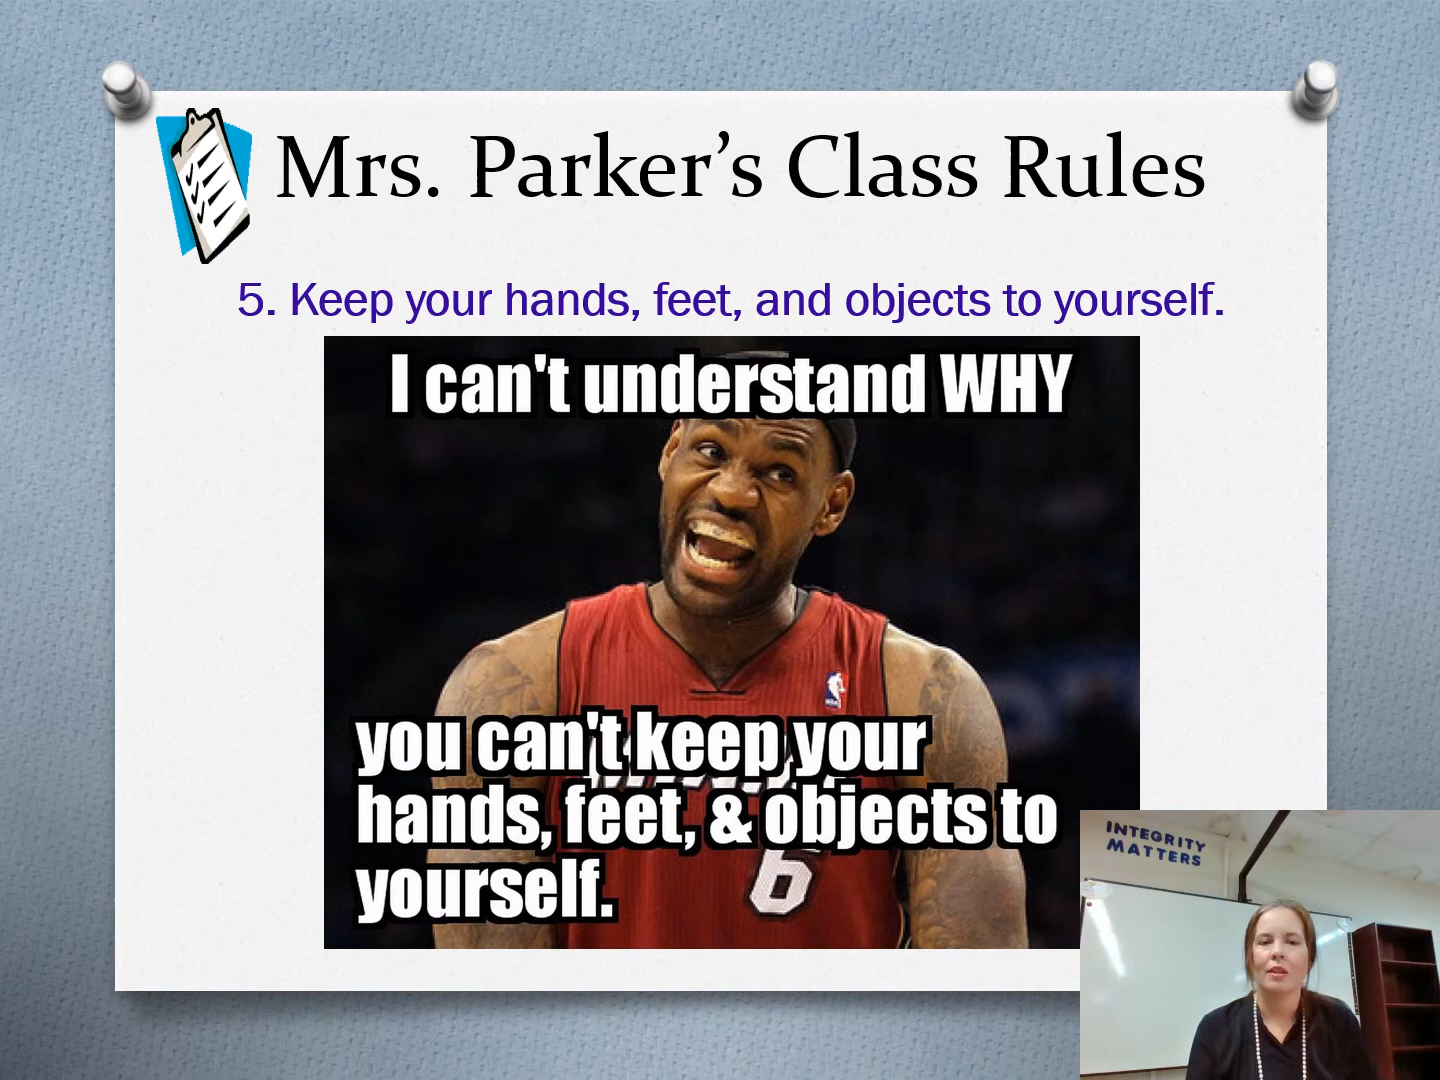 Mrs. Parker’s Class Rules
5. Keep your hands, feet, and objects to yourself.
I can't understand WHY
you can't keep your
hands, feet, & objects to
yourself.
6
INTEGRITY
MATTERS